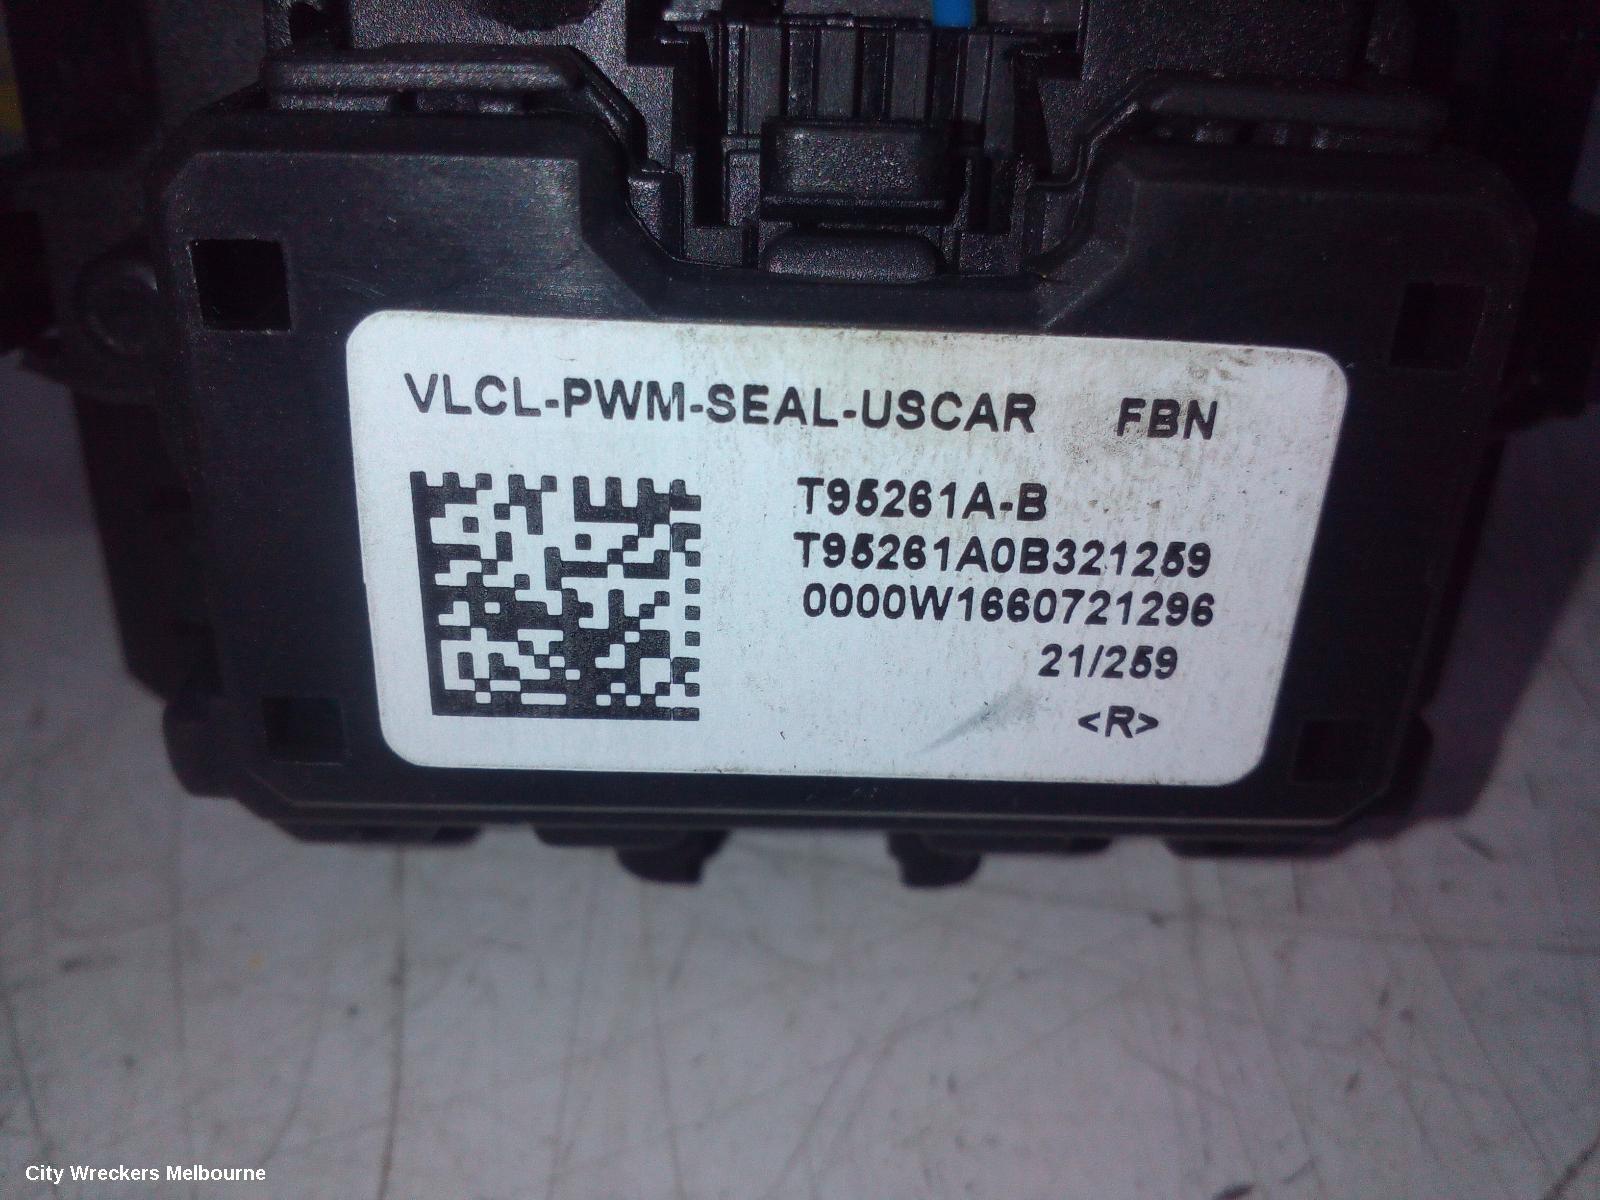 VLCL-PWM-SEAL-USCAR FBN
T95261A-B
T95261A0B321259
0000W1660721296
21/259
<R>
City Wreckers Melbourne